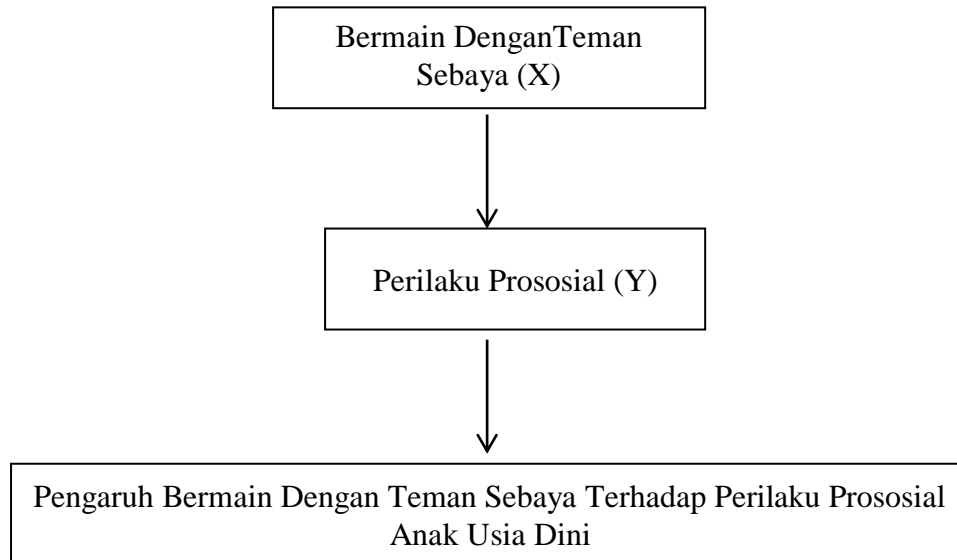 Bermain DenganTeman
Sebaya (X)
Perilaku Prososial (Y)
Pengaruh Bermain Dengan Teman Sebaya Terhadap Perilaku Prososial
Anak Usia Dini